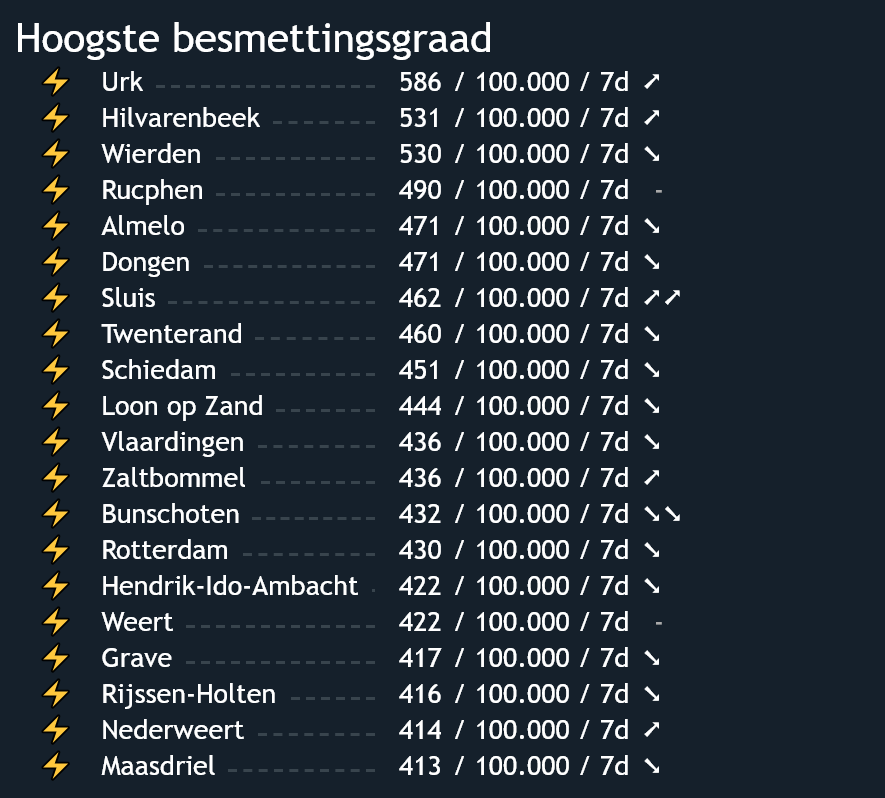 Hoogste besmettingsgraad
⚡ Urk 586 / 100.000 / 7d ➚
⚡ Hilvarenbeek 531 / 100.000 / 7d ➚
⚡ Wierden 530 / 100.000 / 7d ➘
⚡ Rucphen 490 / 100.000 / 7d -
⚡ Almelo 471 / 100.000 / 7d ➘
⚡ Dongen 471 / 100.000 / 7d ➘
⚡ Sluis 462 / 100.000 / 7d ➚➚
⚡ Twenterand 460 / 100.000 / 7d ➘
⚡ Schiedam 451 / 100.000 / 7d ➘
⚡ Loon op Zand 444 / 100.000 / 7d ➘
⚡ Vlaardingen 436 / 100.000 / 7d ➘
⚡ Zaltbommel 436 / 100.000 / 7d ➚
⚡ Bunschoten 432 / 100.000 / 7d ➘➘
⚡ Rotterdam 430 / 100.000 / 7d ➘
⚡ Hendrik-Ido-Ambacht 422 / 100.000 / 7d ➘
⚡ Weert 422 / 100.000 / 7d -
⚡ Grave 417 / 100.000 / 7d ➘
⚡ Rijssen-Holten 416 / 100.000 / 7d ➘
⚡ Nederweert 414 / 100.000 / 7d ➚
⚡ Maasdriel 413 / 100.000 / 7d ➘